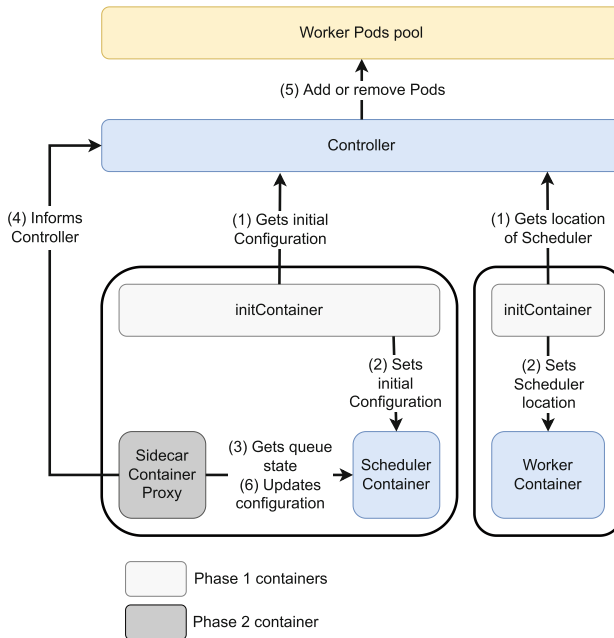 Worker Pods pool
(5) Add or remove Pods
Controller
(4) Informs
Controller
(1) Gets initial
Configuration
(1) Gets location
of Scheduler
initContainer
initContainer
(2) Sets
initial
Configuration
(2) Sets
Scheduler
location
Sidecar
Container
Proxy
(3) Gets queue
state
(6) Updates
configuration
Scheduler
Container
Worker
Container
Phase 1 containers
Phase 2 container